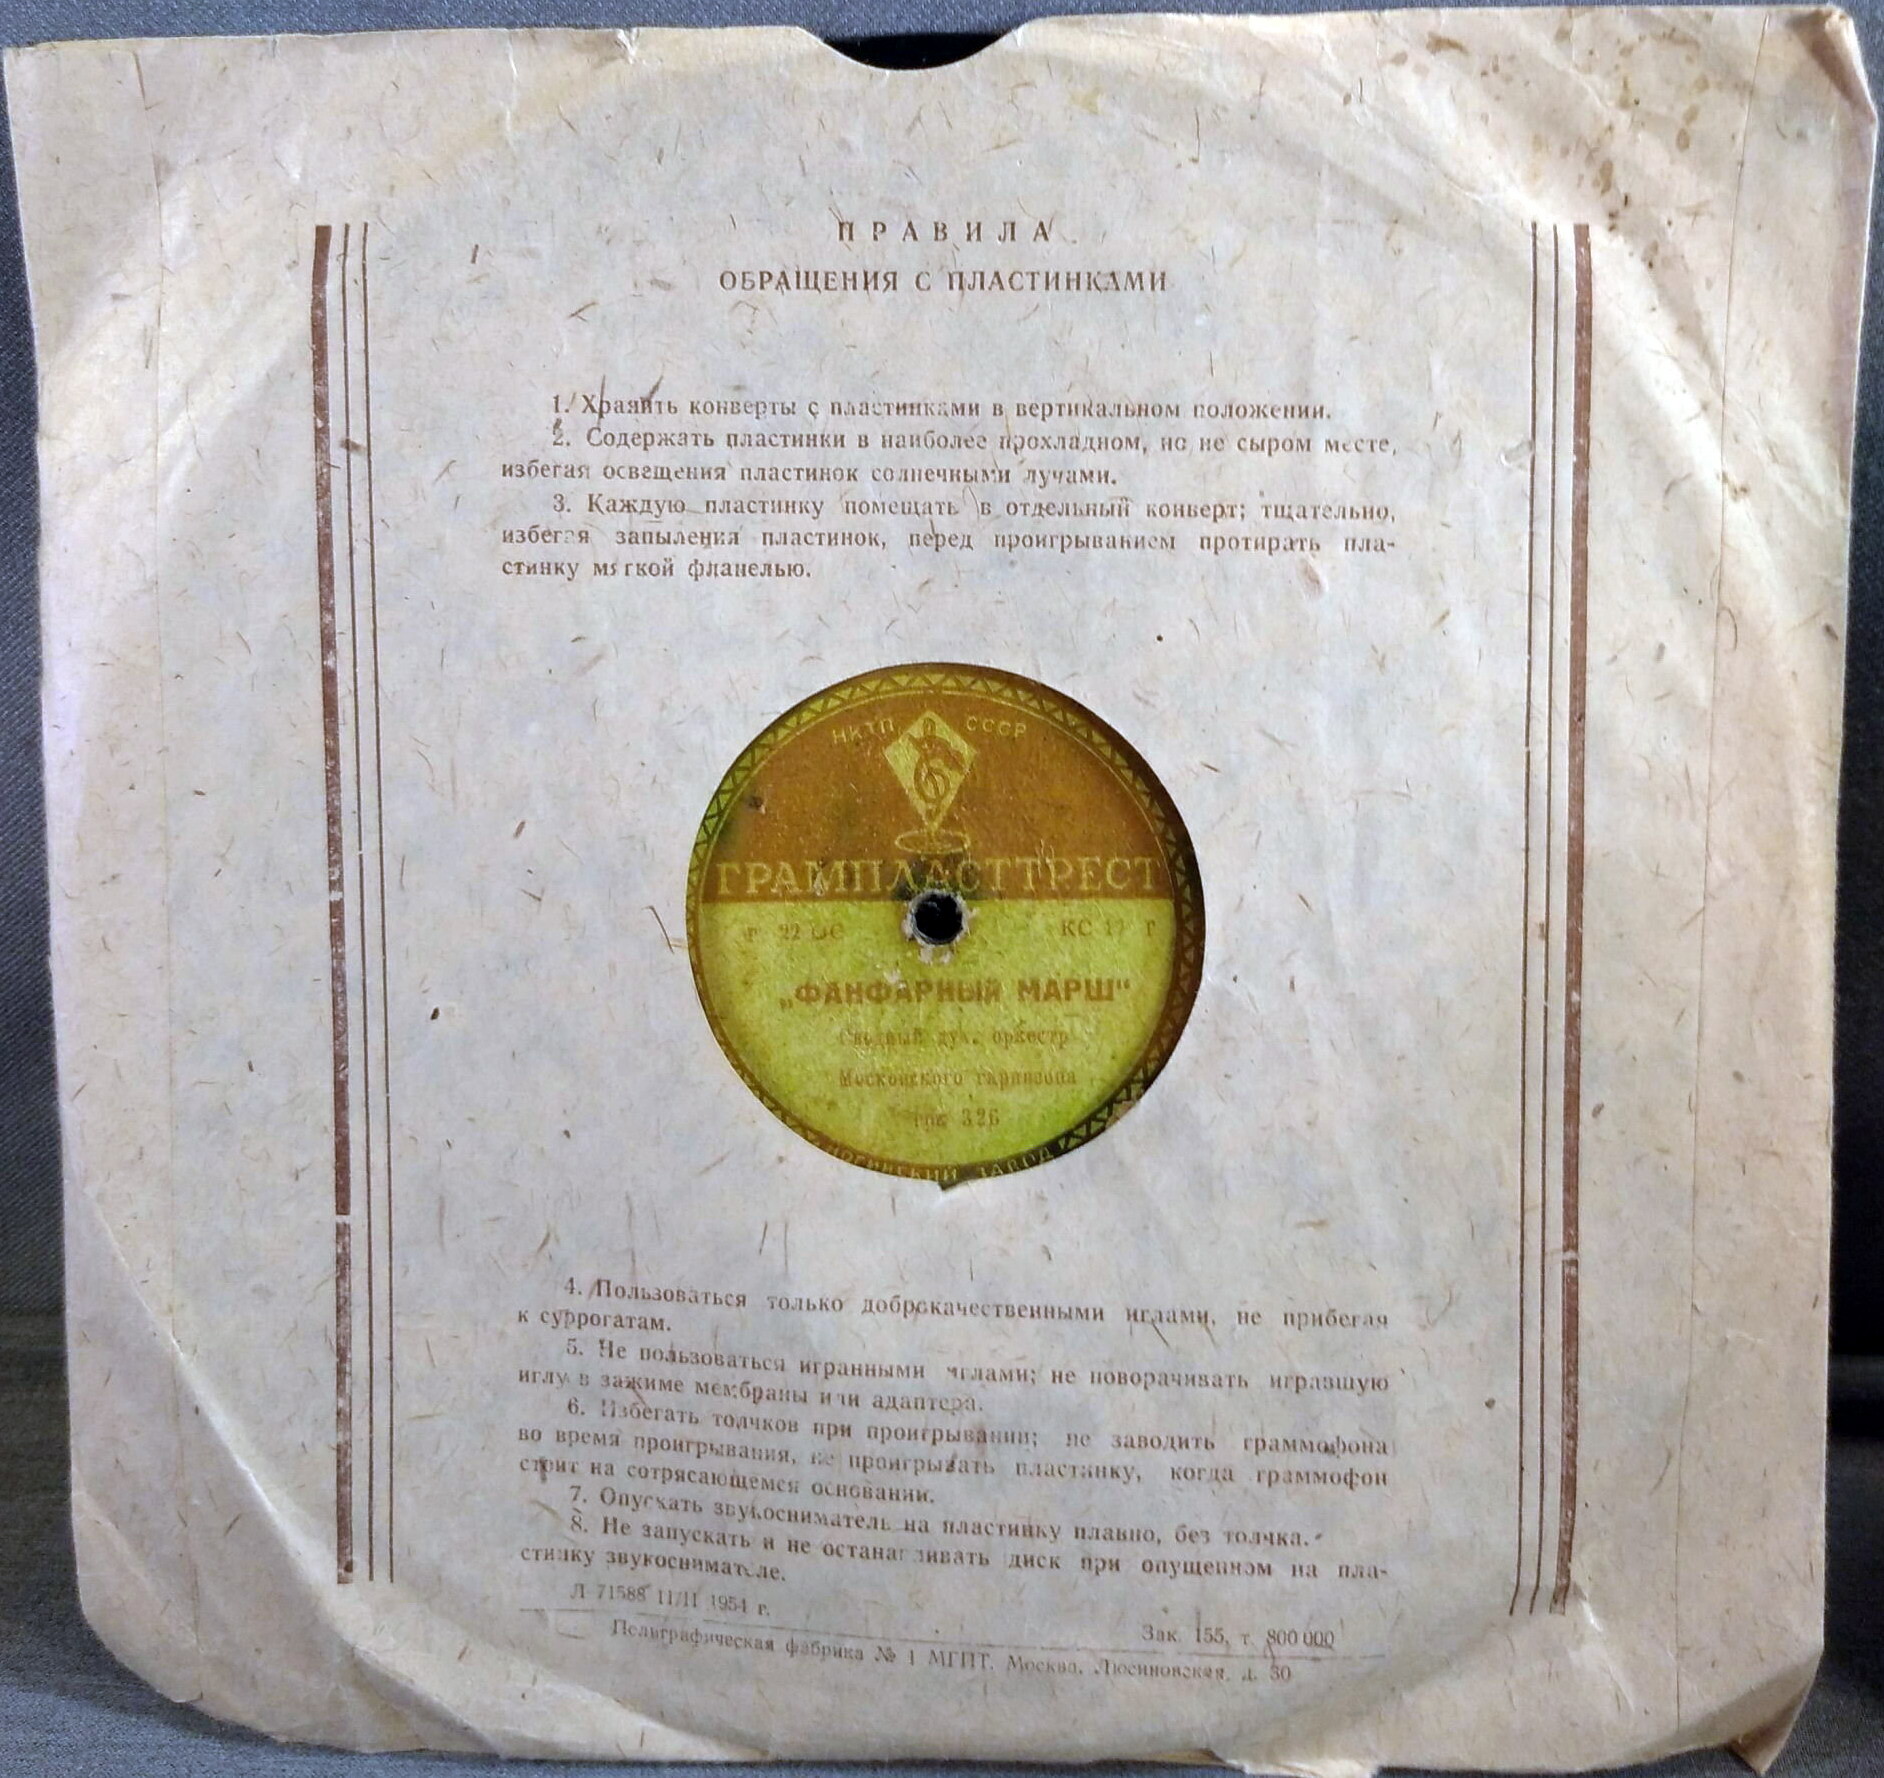 ПРАВИЛА
ОБРАЩЕНИЯ С ПЛАСТИНКАМИ
1. Хранить конверты с пластинками в вертикальном положении.
2. Содержать пластинки в наиболее прохладном, но не сыром месте,
избегая освещения пластинок солнечными лучами.
3. Каждую пластинку помещать в отдельный конверт; тщательно,
избегая запыления пластинок, перед проигрыванием протирать пла-
стинку мягкой фланелью.
НКТП СССР
ГРАМПЛАСТТРЕСТ
КС
„ФАНФАРНЫЙ МАРШ“
Сводный дух. оркестр
Московского гарнизона
грк 326
НОГИНСКИЙ ЗАВОД
4. Пользоваться только доброкачественными иглами, не прибегая
к суррогатам.
5. Не пользоваться игранными иглами; не поворачивать игравшую
иглу в зажиме мембраны или адаптера.
6. Избегать толчков при проигрывании; не заводить граммофона
во время проигрывания, не проигрывать пластинку, когда граммофон
стоит на сотрясающемся основании.
7. Опускать звукосниматель на пластинку плавно, без толчка.
8. Не запускать и не останавливать диск при опущенном на пла-
стинку звукоснимателе.
Л 71588 11/II 1954 г.
Зак. 155, т. 800 000
Полиграфическая фабрика № 1 МГПТ. Москва, Люсиновская, д. 30